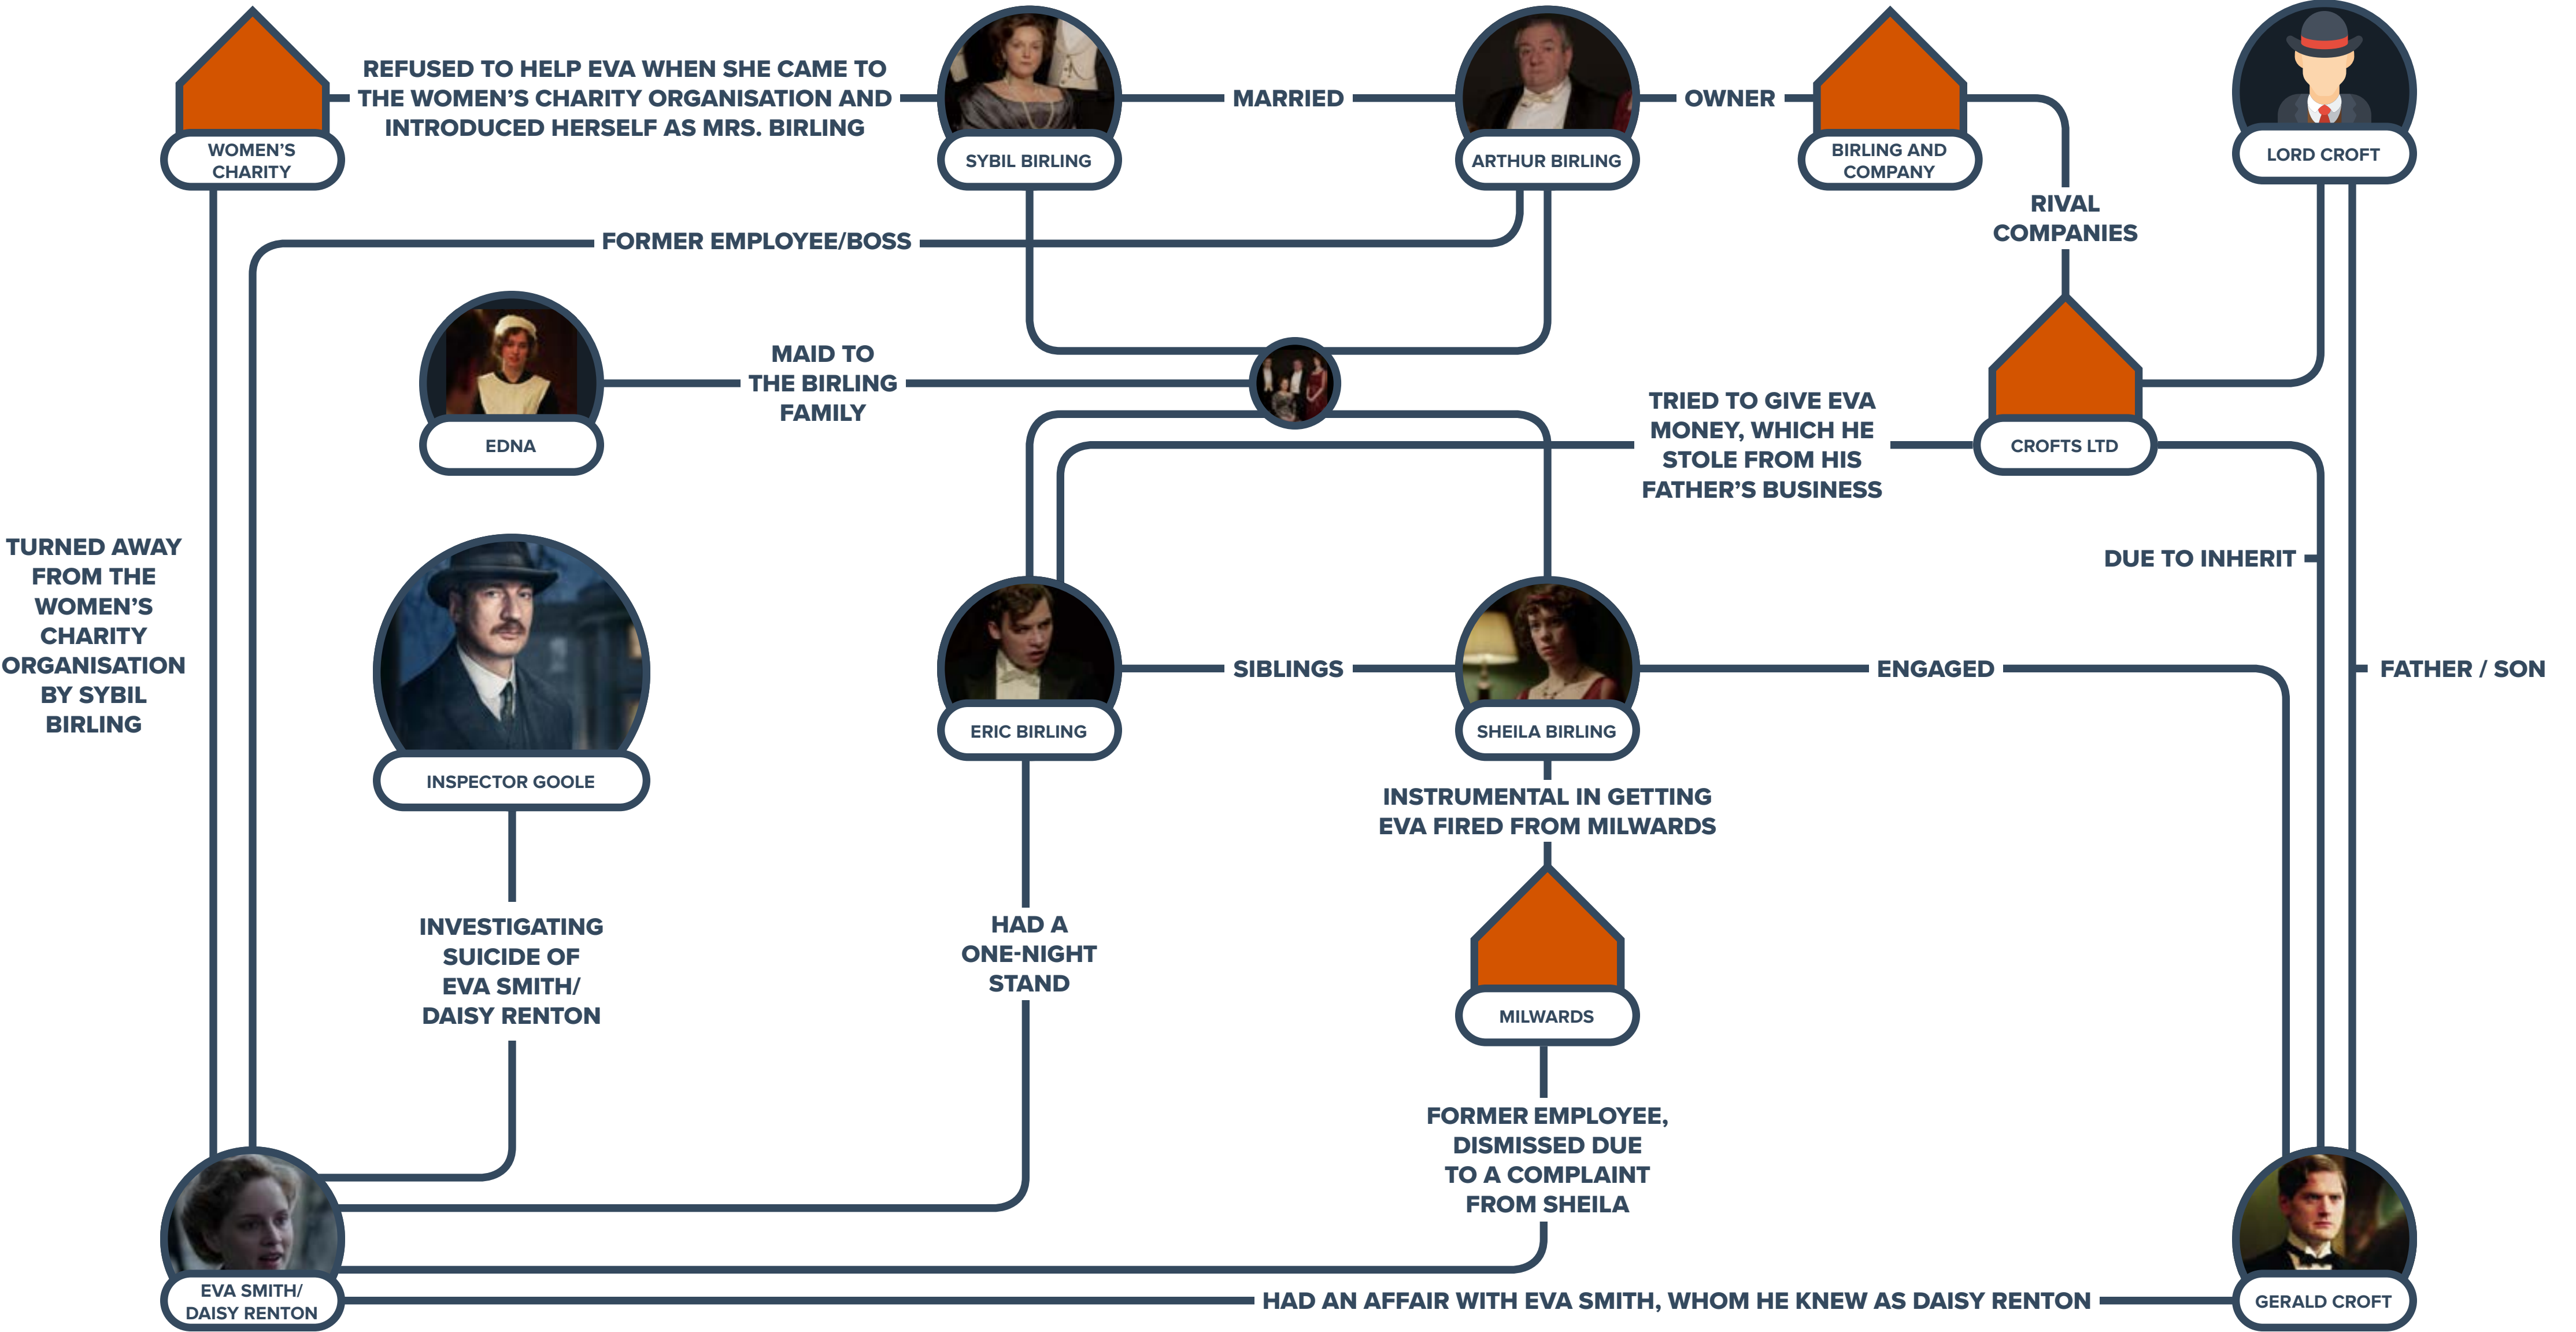 REFUSED TO HELP EVA WHEN SHE CAME TO
THE WOMEN'S CHARITY ORGANISATION AND
INTRODUCED HERSELF AS MRS. BIRLING
MARRIED
OWNER
WOMEN'S
CHARITY
SYBIL BIRLING
ARTHUR BIRLING
BIRLING AND
COMPANY
LORD CROFT
RIVAL
COMPANIES
FORMER EMPLOYEE/BOSS
MAID TO
THE BIRLING
FAMILY
EDNA
TRIED TO GIVE EVA
MONEY, WHICH HE
STOLE FROM HIS
FATHER'S BUSINESS
CROFTS LTD
TURNED AWAY
FROM THE
WOMEN'S
CHARITY
ORGANISATION
BY SYBIL
BIRLING
DUE TO INHERIT
SIBLINGS
ENGAGED
FATHER / SON
INSPECTOR GOOLE
ERIC BIRLING
SHEILA BIRLING
INSTRUMENTAL IN GETTING
EVA FIRED FROM MILWARDS
INVESTIGATING
SUICIDE OF
EVA SMITH/
DAISY RENTON
HAD A
ONE-NIGHT
STAND
MILWARDS
FORMER EMPLOYEE,
DISMISSED DUE
TO A COMPLAINT
FROM SHEILA
EVA SMITH/
DAISY RENTON
HAD AN AFFAIR WITH EVA SMITH, WHOM HE KNEW AS DAISY RENTON
GERALD CROFT